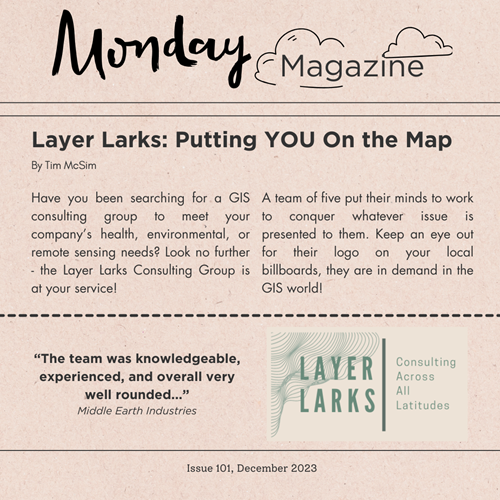 Monday
Magazine
Layer Larks: Putting YOU On the Map
By Tim McSim
Have you been searching for a GIS
consulting group to meet your
company's health, environmental, or
remote sensing needs? Look no further
- the Layer Larks Consulting Group is
at your service!
A team of five put their minds to work
to conquer whatever issue is
presented to them. Keep an eye out
for their logo on your local
billboards, they are in demand in the
GIS world!
“The team was knowledgeable,
experienced, and overall very
well rounded...”
Middle Earth Industries
LAYER
LARKS
Consulting
Across
All
Latitudes
Issue 101, December 2023